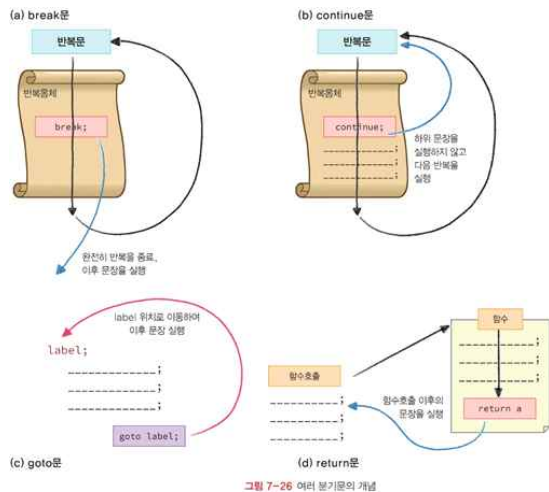 (a) break문
반복문
반복몸체
break;
완전히 반복을 종료,
이후 문장을 실행
(b) continue문
반복문
반복몸체
continue;
하위 문장을
실행하지 않고
다음 반복을
실행
label 위치로 이동하며
이후 문장 실행
label;
goto label;
(c) goto문
함수
함수호출
함수호출 이후의
문장을 실행
return a
(d) return문
그림 7-26 여러 분기문의 개념